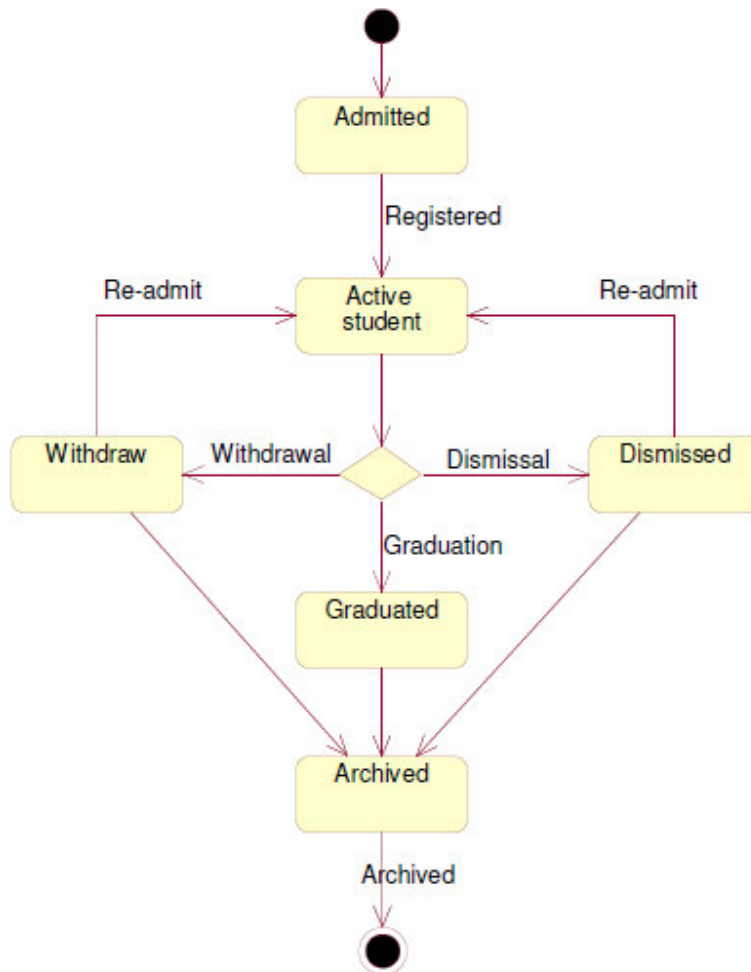 Admitted
Registered
Re-admit
Re-admit
Active
student
Withdraw
Withdrawal
Dismissal
Dismissed
Graduation
Graduated
Archived
Archived